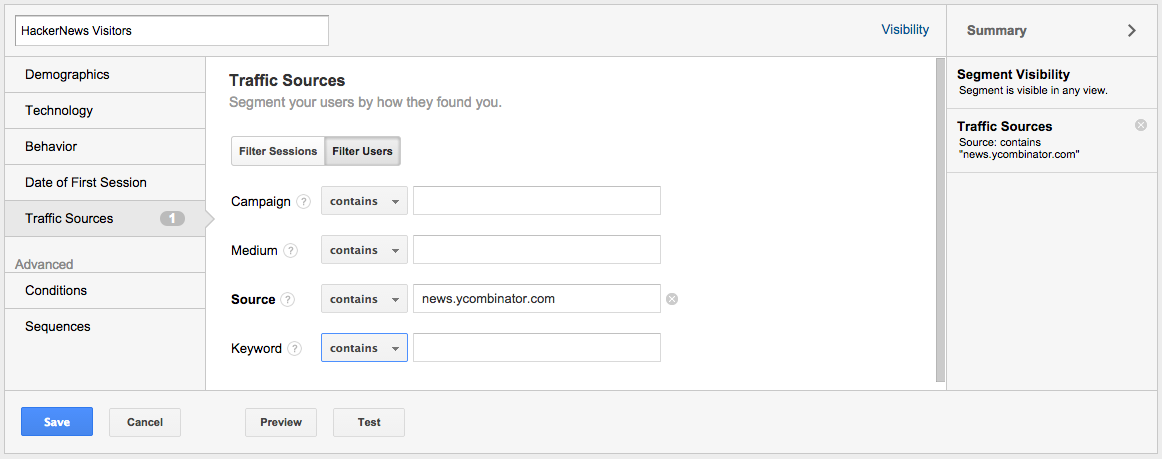 HackerNews Visitors
Visibility
Summary
Demographics
Technology
Behavior
Date of First Session
Traffic Sources
1
Advanced
Conditions
Sequences
Traffic Sources
Segment your users by how they found you.
Filter Sessions
Filter Users
Campaign ? contains
Medium ? contains
Source ? contains news.ycombinator.com
Keyword ? contains
Segment Visibility
Segment is visible in any view.
Traffic Sources
Source: contains
"news.ycombinator.com"
Save
Cancel
Preview
Test